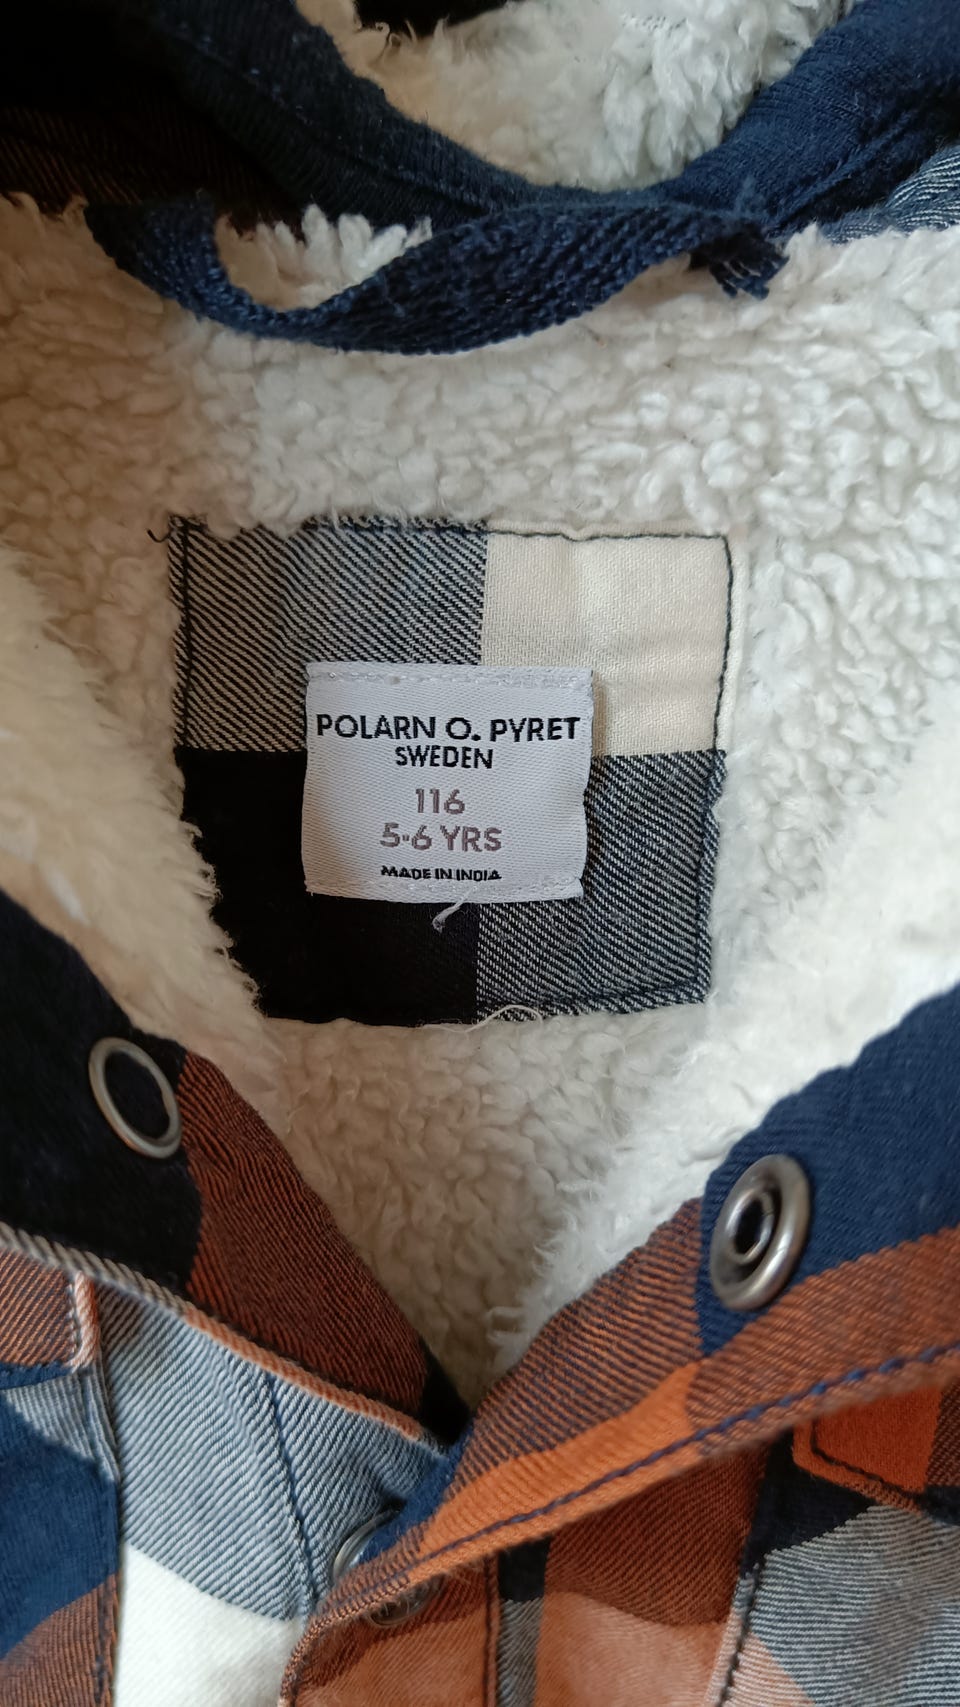 POLARN O. PYRET
SWEDEN
116
5-6 YRS
MADE IN INDIA